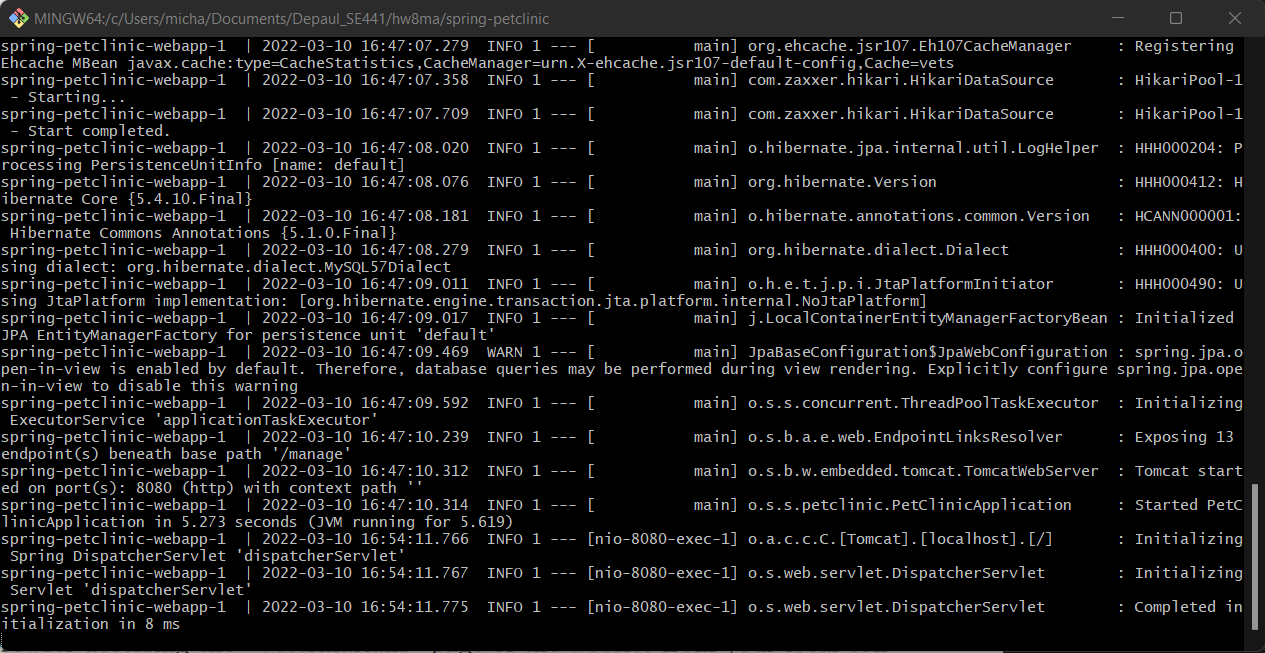 MINGW64:/c/Users/micha/Documents/Depaul_SE441/hw8ma/spring-petclinic
spring-petclinic-webapp-1  | 2022-03-10 16:47:07.279  INFO 1 --- [           main] org.ehcache.jsr107.Eh107CacheManager     : Registering
Ehcache MBean javax.cache:type=CacheStatistics,CacheManager=urn.X-ehcache.jsr107-default-config,Cache=vets
spring-petclinic-webapp-1  | 2022-03-10 16:47:07.358  INFO 1 --- [           main] com.zaxxer.hikari.HikariDataSource       : HikariPool-1
 - Starting...
spring-petclinic-webapp-1  | 2022-03-10 16:47:07.709  INFO 1 --- [           main] com.zaxxer.hikari.HikariDataSource       : HikariPool-1
 - Start completed.
spring-petclinic-webapp-1  | 2022-03-10 16:47:08.020  INFO 1 --- [           main] o.hibernate.jpa.internal.util.LogHelper  : HHH000204: P
rocessing PersistenceUnitInfo [name: default]
spring-petclinic-webapp-1  | 2022-03-10 16:47:08.076  INFO 1 --- [           main] org.hibernate.Version                    : HHH000412: H
ibernate Core {5.4.10.Final}
spring-petclinic-webapp-1  | 2022-03-10 16:47:08.181  INFO 1 --- [           main] o.hibernate.annotations.common.Version   : HCANN000001:
 Hibernate Commons Annotations {5.1.0.Final}
spring-petclinic-webapp-1  | 2022-03-10 16:47:08.279  INFO 1 --- [           main] org.hibernate.dialect.Dialect            : HHH000400: U
sing dialect: org.hibernate.dialect.MySQL57Dialect
spring-petclinic-webapp-1  | 2022-03-10 16:47:09.011  INFO 1 --- [           main] o.h.e.t.j.p.i.JtaPlatformInitiator       : HHH000490: U
sing JtaPlatform implementation: [org.hibernate.engine.transaction.jta.platform.internal.NoJtaPlatform]
spring-petclinic-webapp-1  | 2022-03-10 16:47:09.017  INFO 1 --- [           main] j.LocalContainerEntityManagerFactoryBean : Initialized
JPA EntityManagerFactory for persistence unit 'default'
spring-petclinic-webapp-1  | 2022-03-10 16:47:09.469  WARN 1 --- [           main] JpaBaseConfiguration$JpaWebConfiguration : spring.jpa.o
pen-in-view is enabled by default. Therefore, database queries may be performed during view rendering. Explicitly configure spring.jpa.ope
n-in-view to disable this warning
spring-petclinic-webapp-1  | 2022-03-10 16:47:09.592  INFO 1 --- [           main] o.s.s.concurrent.ThreadPoolTaskExecutor  : Initializing
 ExecutorService 'applicationTaskExecutor'
spring-petclinic-webapp-1  | 2022-03-10 16:47:10.239  INFO 1 --- [           main] o.s.b.a.e.web.EndpointLinksResolver      : Exposing 13
endpoint(s) beneath base path '/manage'
spring-petclinic-webapp-1  | 2022-03-10 16:47:10.312  INFO 1 --- [           main] o.s.b.w.embedded.tomcat.TomcatWebServer  : Tomcat start
ed on port(s): 8080 (http) with context path ''
spring-petclinic-webapp-1  | 2022-03-10 16:47:10.314  INFO 1 --- [           main] o.s.s.petclinic.PetClinicApplication     : Started PetC
linicApplication in 5.273 seconds (JVM running for 5.619)
spring-petclinic-webapp-1  | 2022-03-10 16:54:11.766  INFO 1 --- [nio-8080-exec-1] o.a.c.c.C.[Tomcat].[localhost].[/]       : Initializing
 Spring DispatcherServlet 'dispatcherServlet'
spring-petclinic-webapp-1  | 2022-03-10 16:54:11.767  INFO 1 --- [nio-8080-exec-1] o.s.web.servlet.DispatcherServlet        : Initializing
 Servlet 'dispatcherServlet'
spring-petclinic-webapp-1  | 2022-03-10 16:54:11.775  INFO 1 --- [nio-8080-exec-1] o.s.web.servlet.DispatcherServlet        : Completed in
itialization in 8 ms